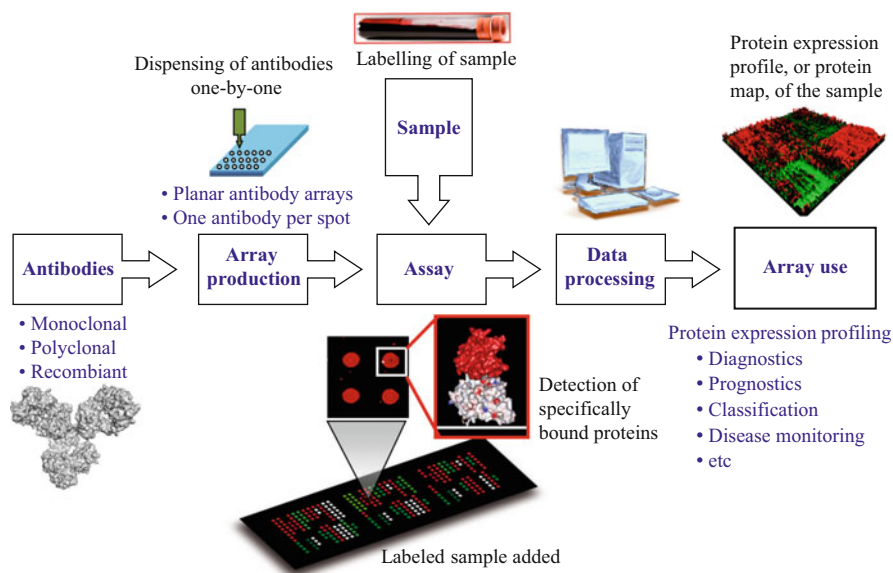 Dispensing of antibodies
one-by-one
• Planar antibody arrays
• One antibody per spot
Labelling of sample
Sample
Protein expression
profile, or protein
map, of the sample
Antibodies
Array
production
Assay
Data
processing
Array use
• Monoclonal
• Polyclonal
• Recombiant
Detection of
specifically
bound proteins
Labeled sample added
Protein expression profiling
• Diagnostics
• Prognostics
• Classification
• Disease monitoring
• etc